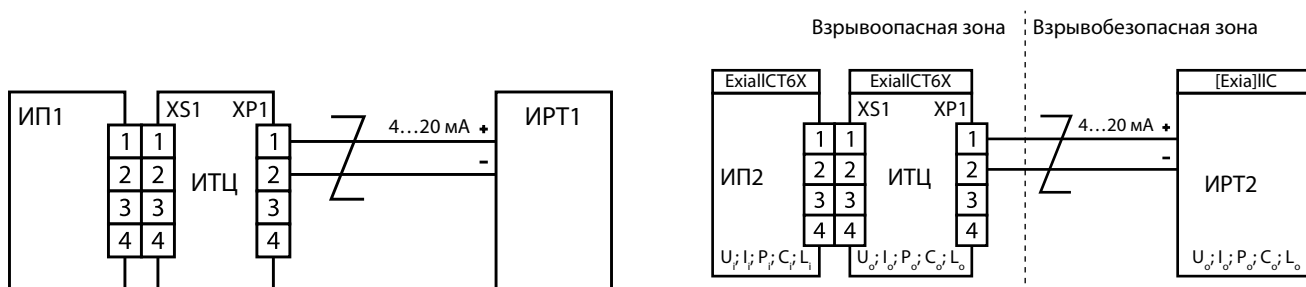 Взрывоопасная зона Взрывобезопасная зона
ИП1
XS1 XP1
1 1 1
2 2 2
3 3 3
4 4 4
ИТЦ
4…20 мА +
-
ИРТ1
ExiaIICT6X ExiaIICT6X [Exia]IIC
ИП2
XS1 XP1
1 1 1
2 2 2
3 3 3
4 4 4
ИТЦ
4…20 мА +
-
ИРТ2
Uᵢ; Iᵢ; Pᵢ; Cᵢ; Lᵢ
Uₒ; Iₒ; Pₒ; Cₒ; Lₒ
Uₒ; Iₒ; Pₒ; Cₒ; Lₒ